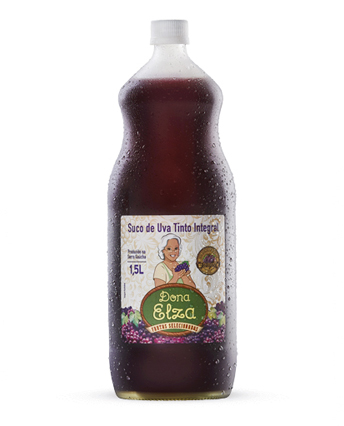 Suco de Uva Tinto Integral
Produzido na
Serra Gaúcha
1,5L
Dona
Elza
FRUTAS SELECIONADAS